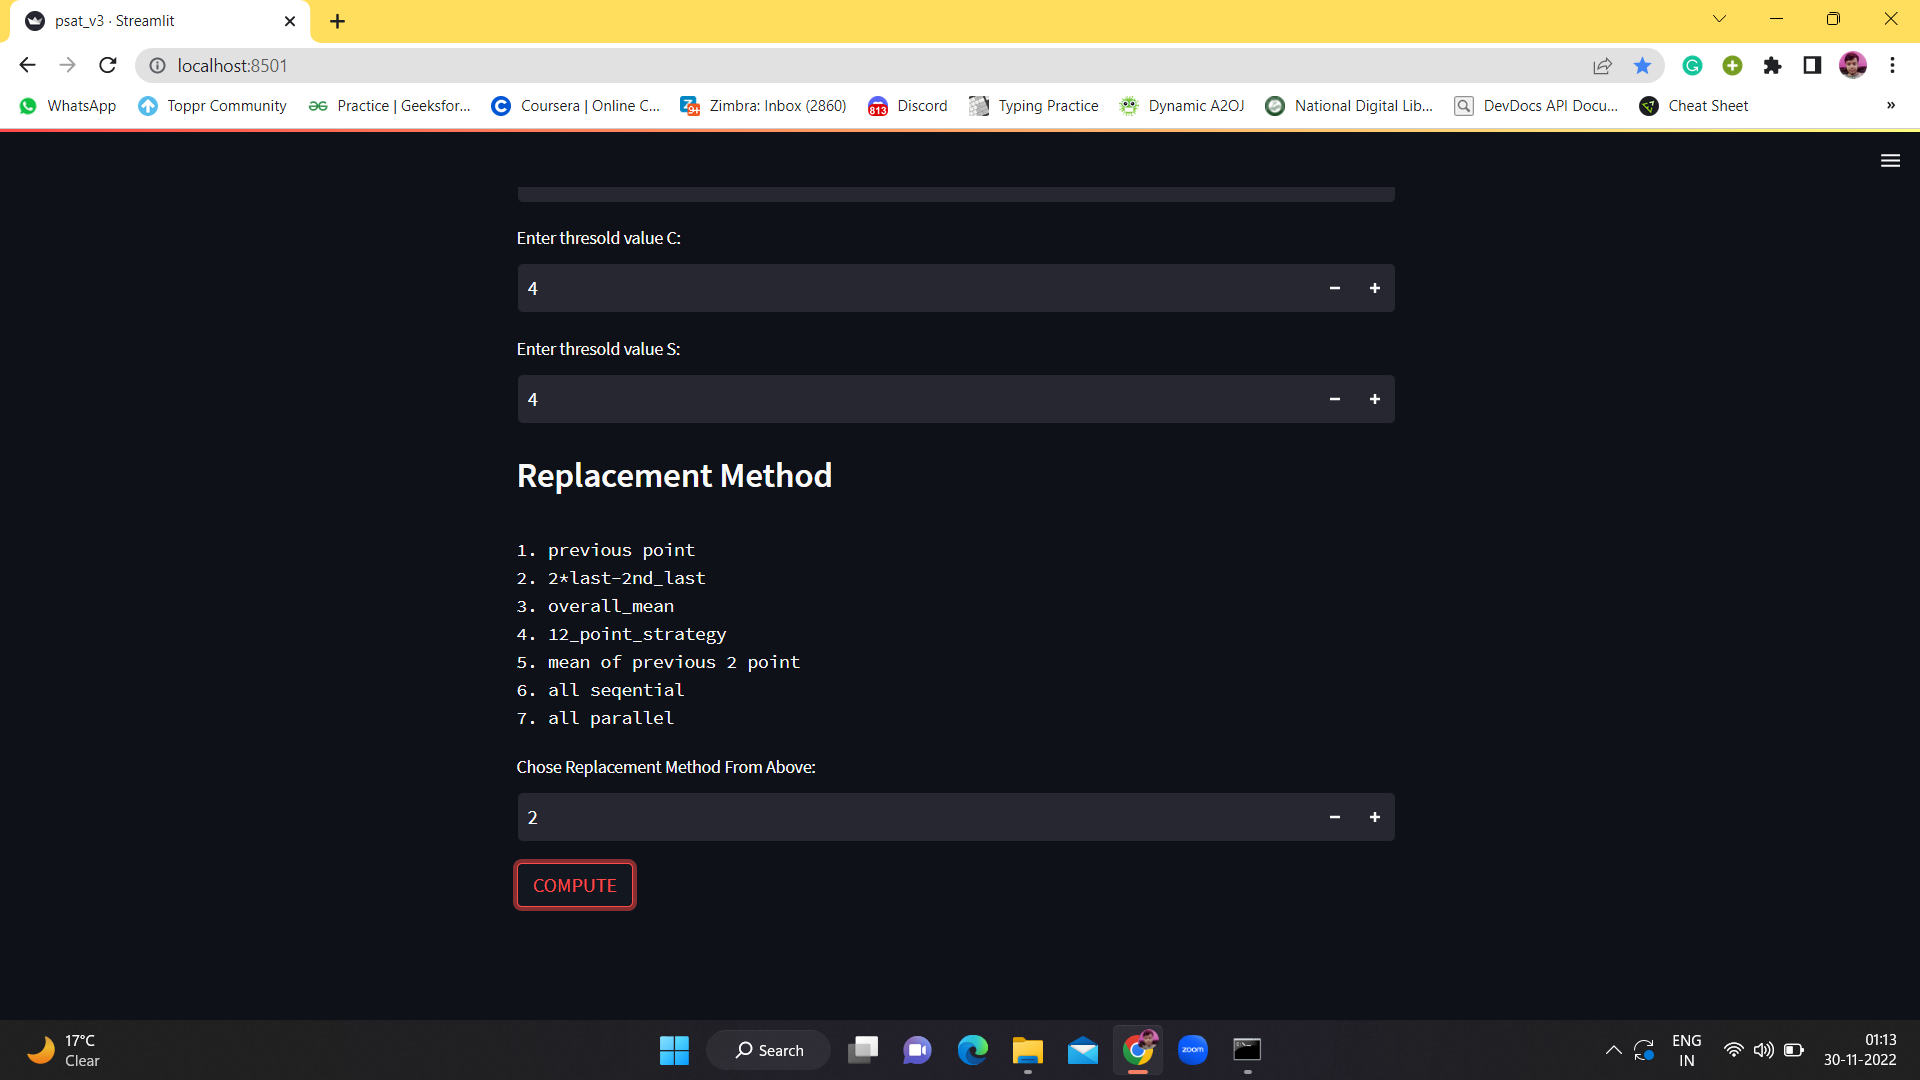 psat_v3 · Streamlit
localhost:8501
WhatsApp
Toppr Community
Practice | Geeksfor...
Coursera | Online C...
Zimbra: Inbox (2860)
Discord
Typing Practice
Dynamic A2OJ
National Digital Lib...
DevDocs API Docu...
Cheat Sheet
»
9+
813
Enter thresold value C:
4
Enter thresold value S:
4
Replacement Method
1. previous point
2. 2*last-2nd_last
3. overall_mean
4. 12_point_strategy
5. mean of previous 2 point
6. all seqential
7. all parallel
Chose Replacement Method From Above:
2
COMPUTE
17°C
Clear
Search
zoom
ENG
IN
01:13
30-11-2022